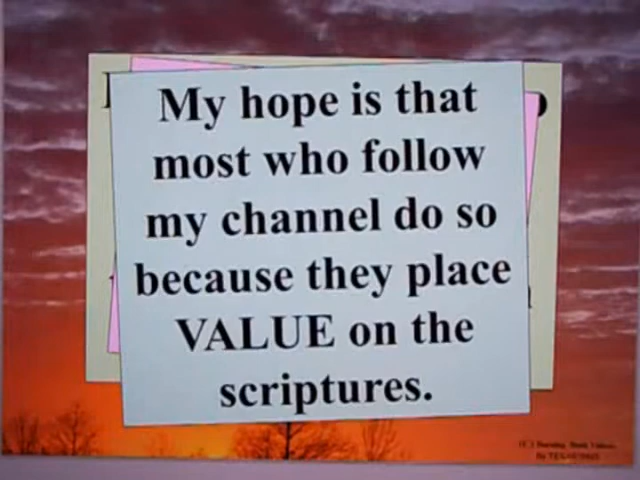 My hope is that
most who follow
my channel do so
because they place
VALUE on the
scriptures.